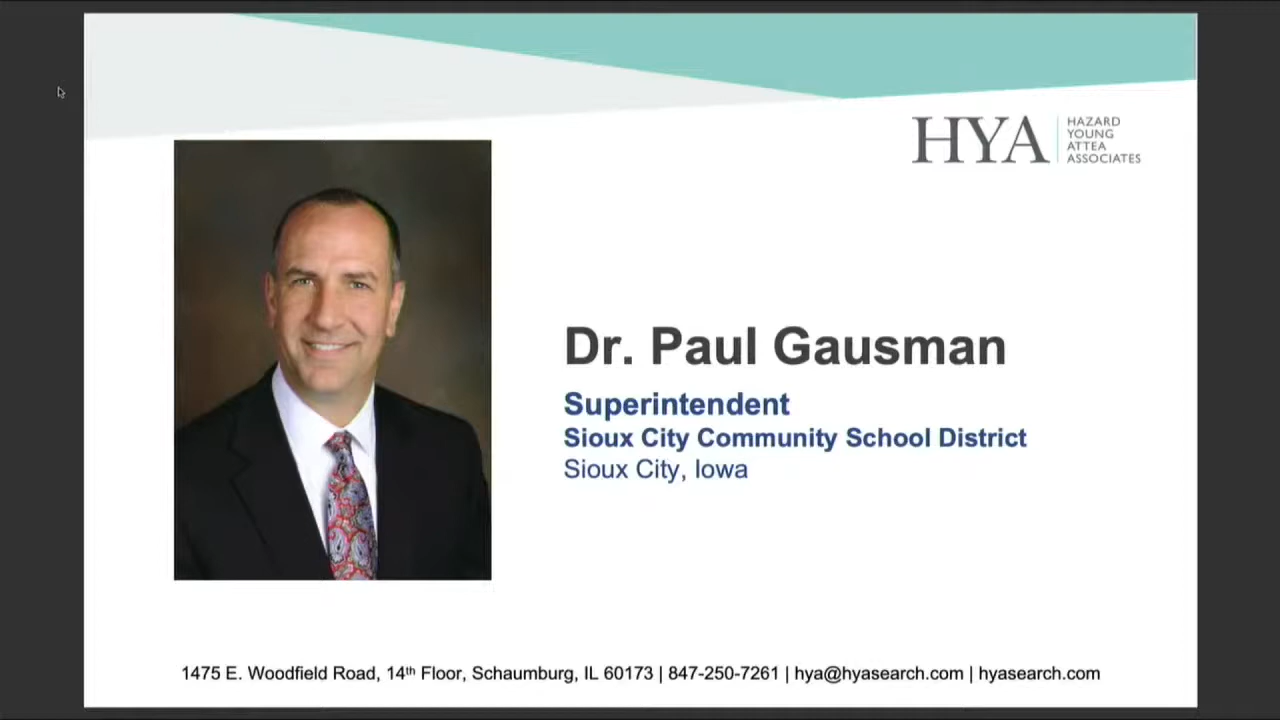 HYA
HAZARD
YOUNG
ATTEA
ASSOCIATES
Dr. Paul Gausman
Superintendent
Sioux City Community School District
Sioux City, Iowa
1475 E. Woodfield Road, 14th Floor, Schaumburg, IL 60173 | 847-250-7261 | hya@hyasearch.com | hyasearch.com